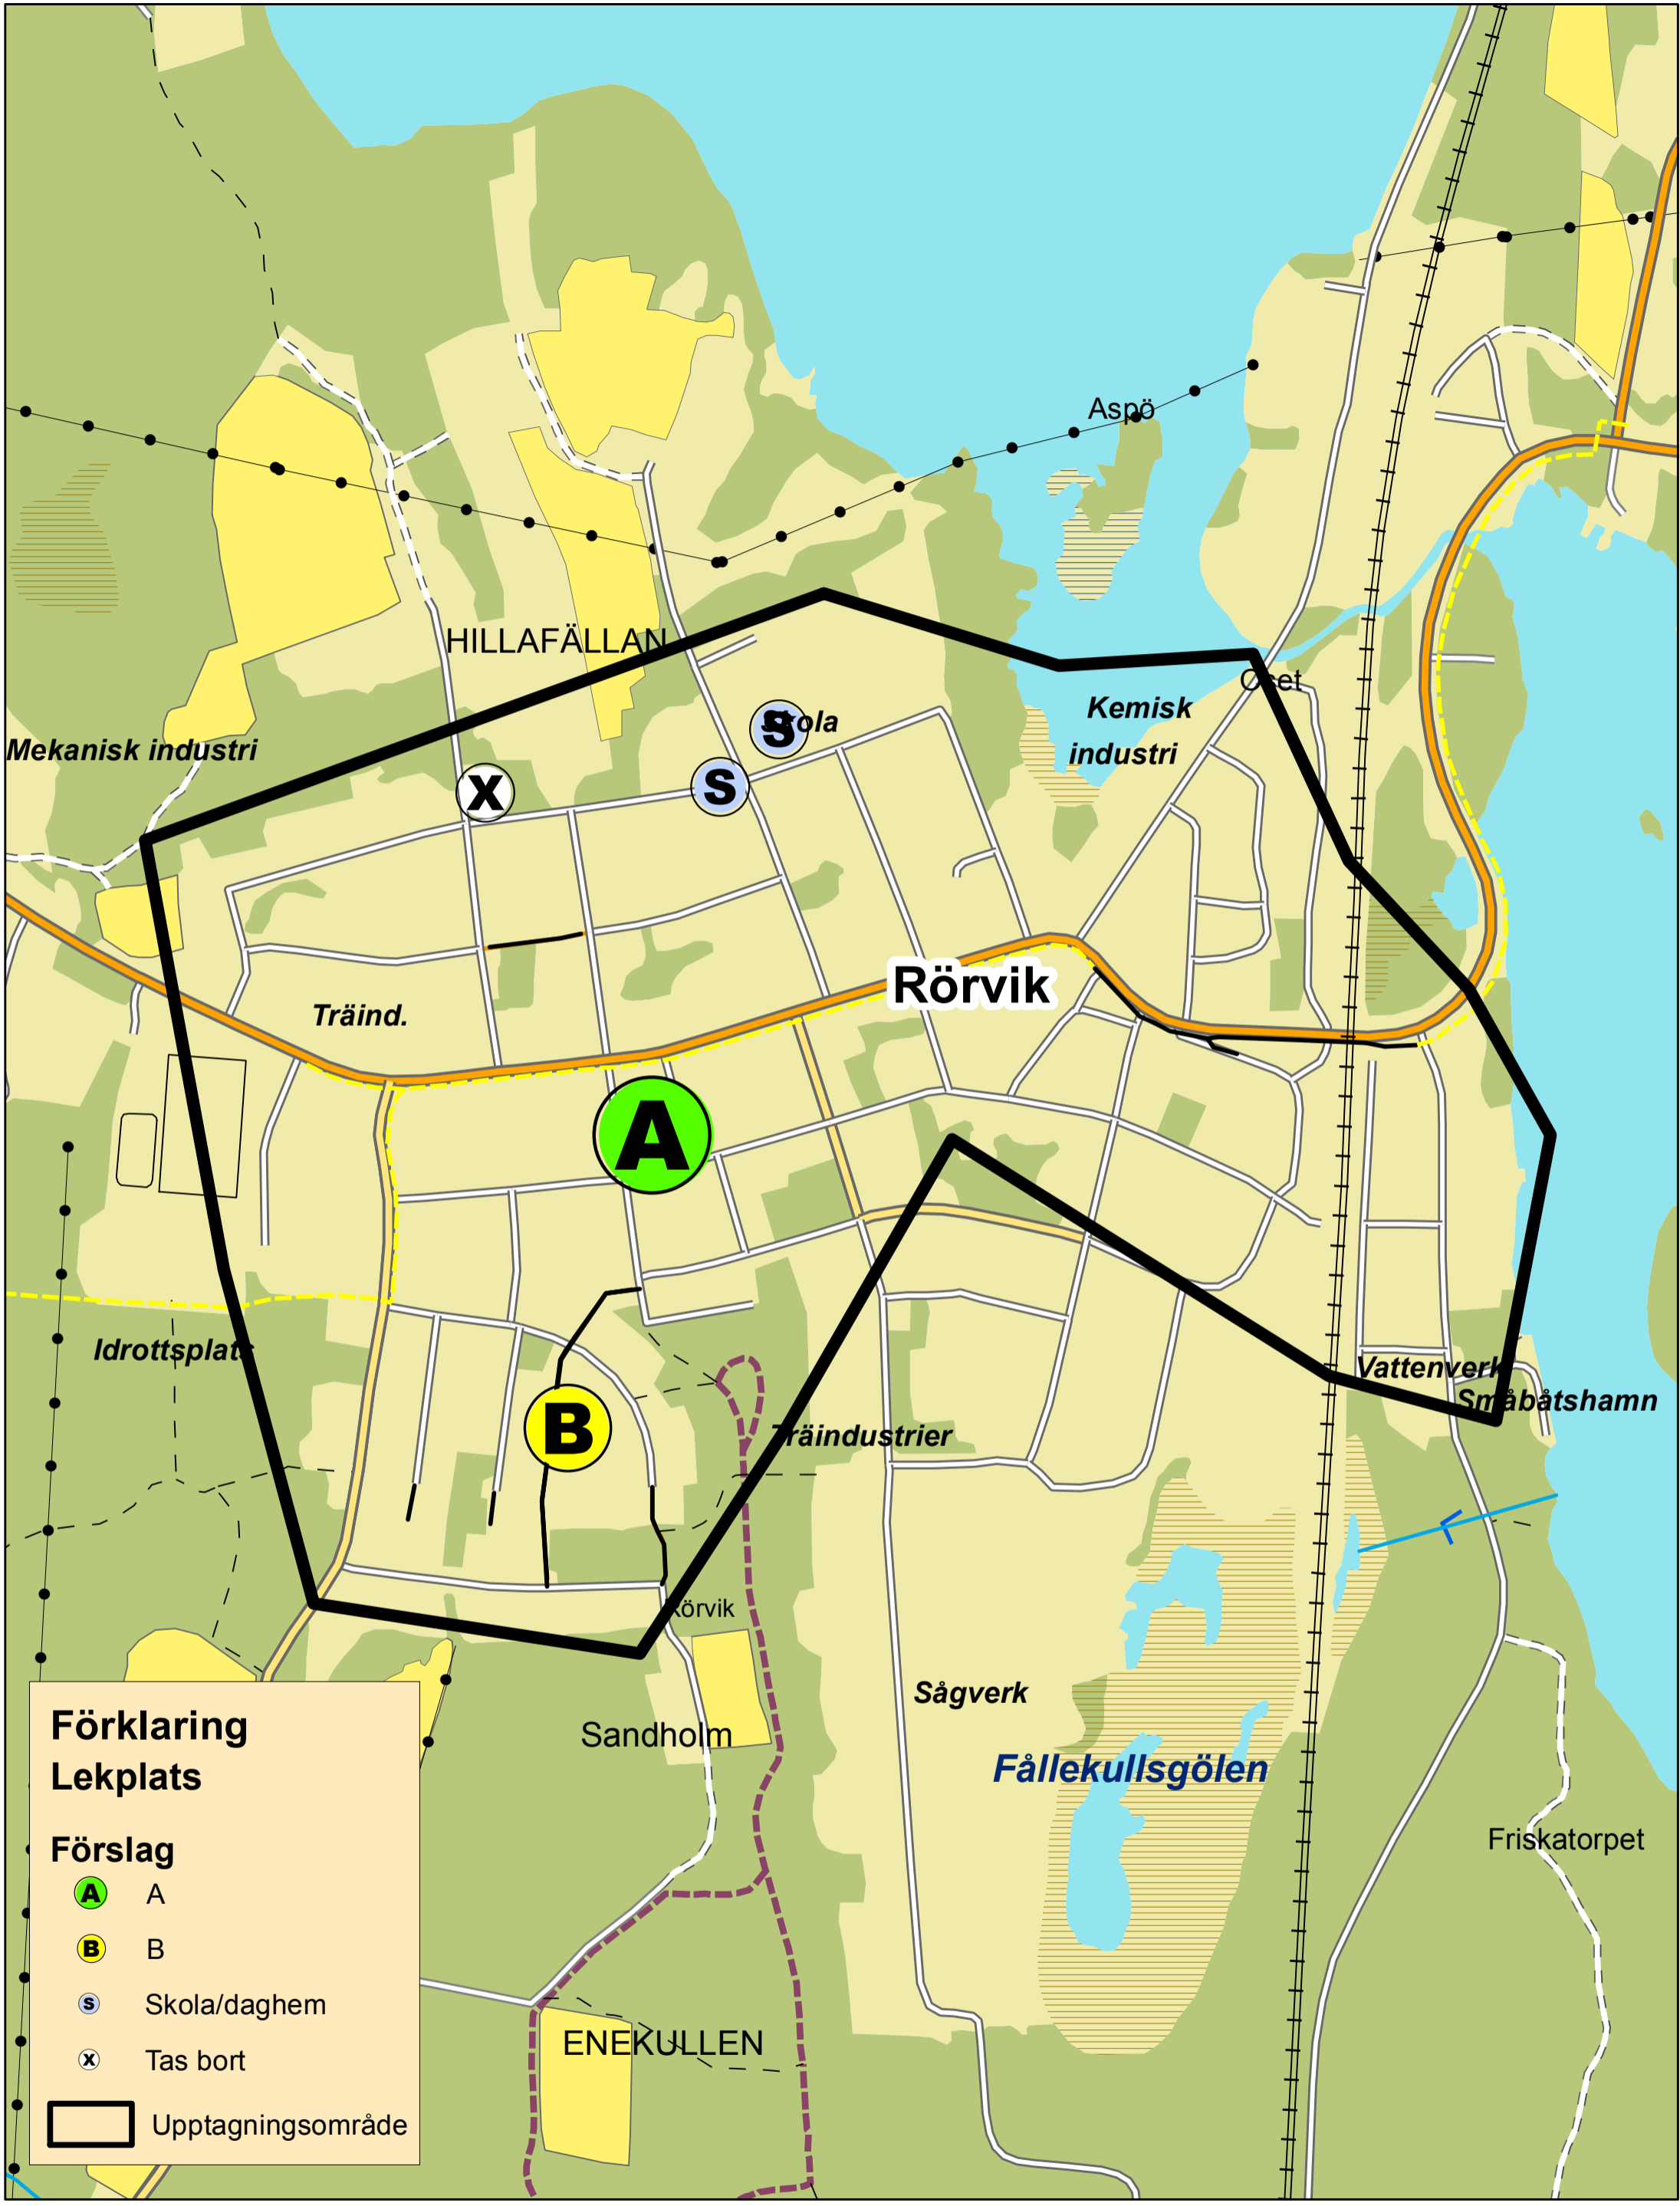 Aspö
HILLAFÄLLAN
Oset
Kemisk
industri
S
Skola
Mekanisk industri
X
S
Rörvik
Träind.
A
Idrottsplats
Vattenverk
Småbåtshamn
B
Träindustrier
Rörvik
Sågverk
Sandholm
Fållekullsgölen
Friskatorpet
ENEKULLEN
Förklaring
Lekplats
Förslag
A A
B B
S Skola/daghem
X Tas bort
Upptagningsområde